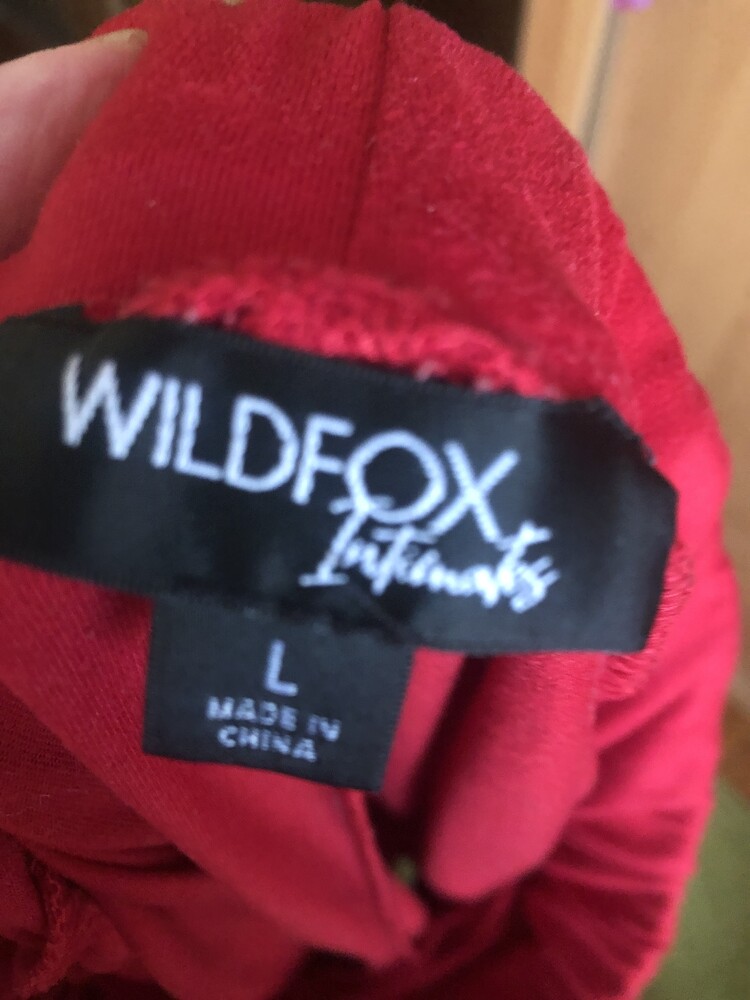 WILDFOX
Intimates
L
MADE IN
CHINA